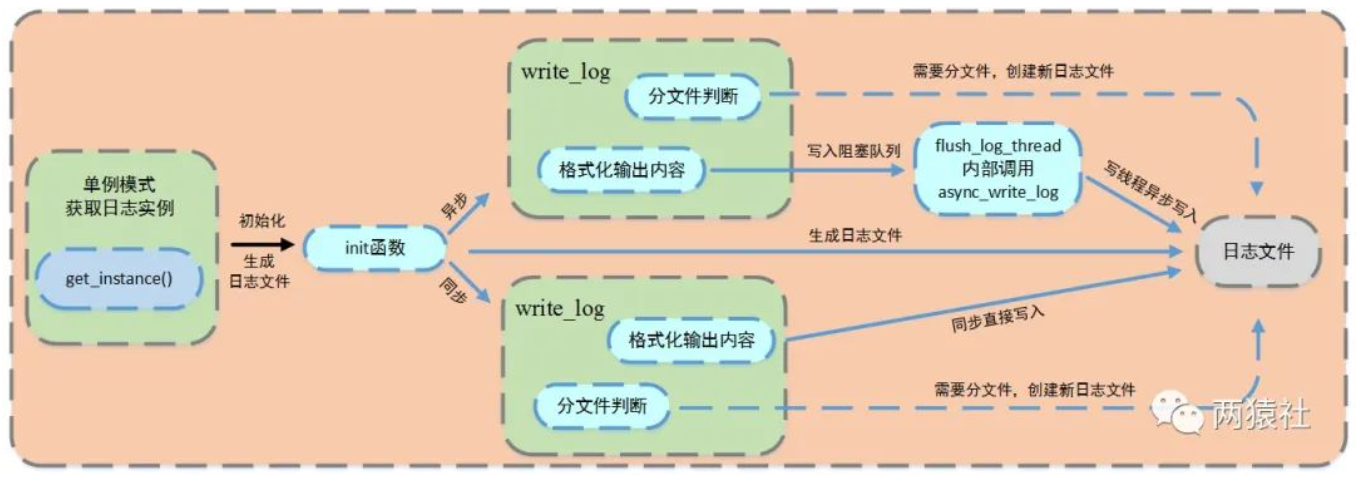 单例模式
获取日志实例
get_instance()
初始化
生成
日志文件
init函数
异步
同步
write_log
分文件判断
格式化输出内容
需要分文件，创建新日志文件
写入阻塞队列
flush_log_thread
内部调用
async_write_log
写线程异步写入
生成日志文件
日志文件
write_log
格式化输出内容
分文件判断
同步直接写入
需要分文件，创建新日志文件
两猿社